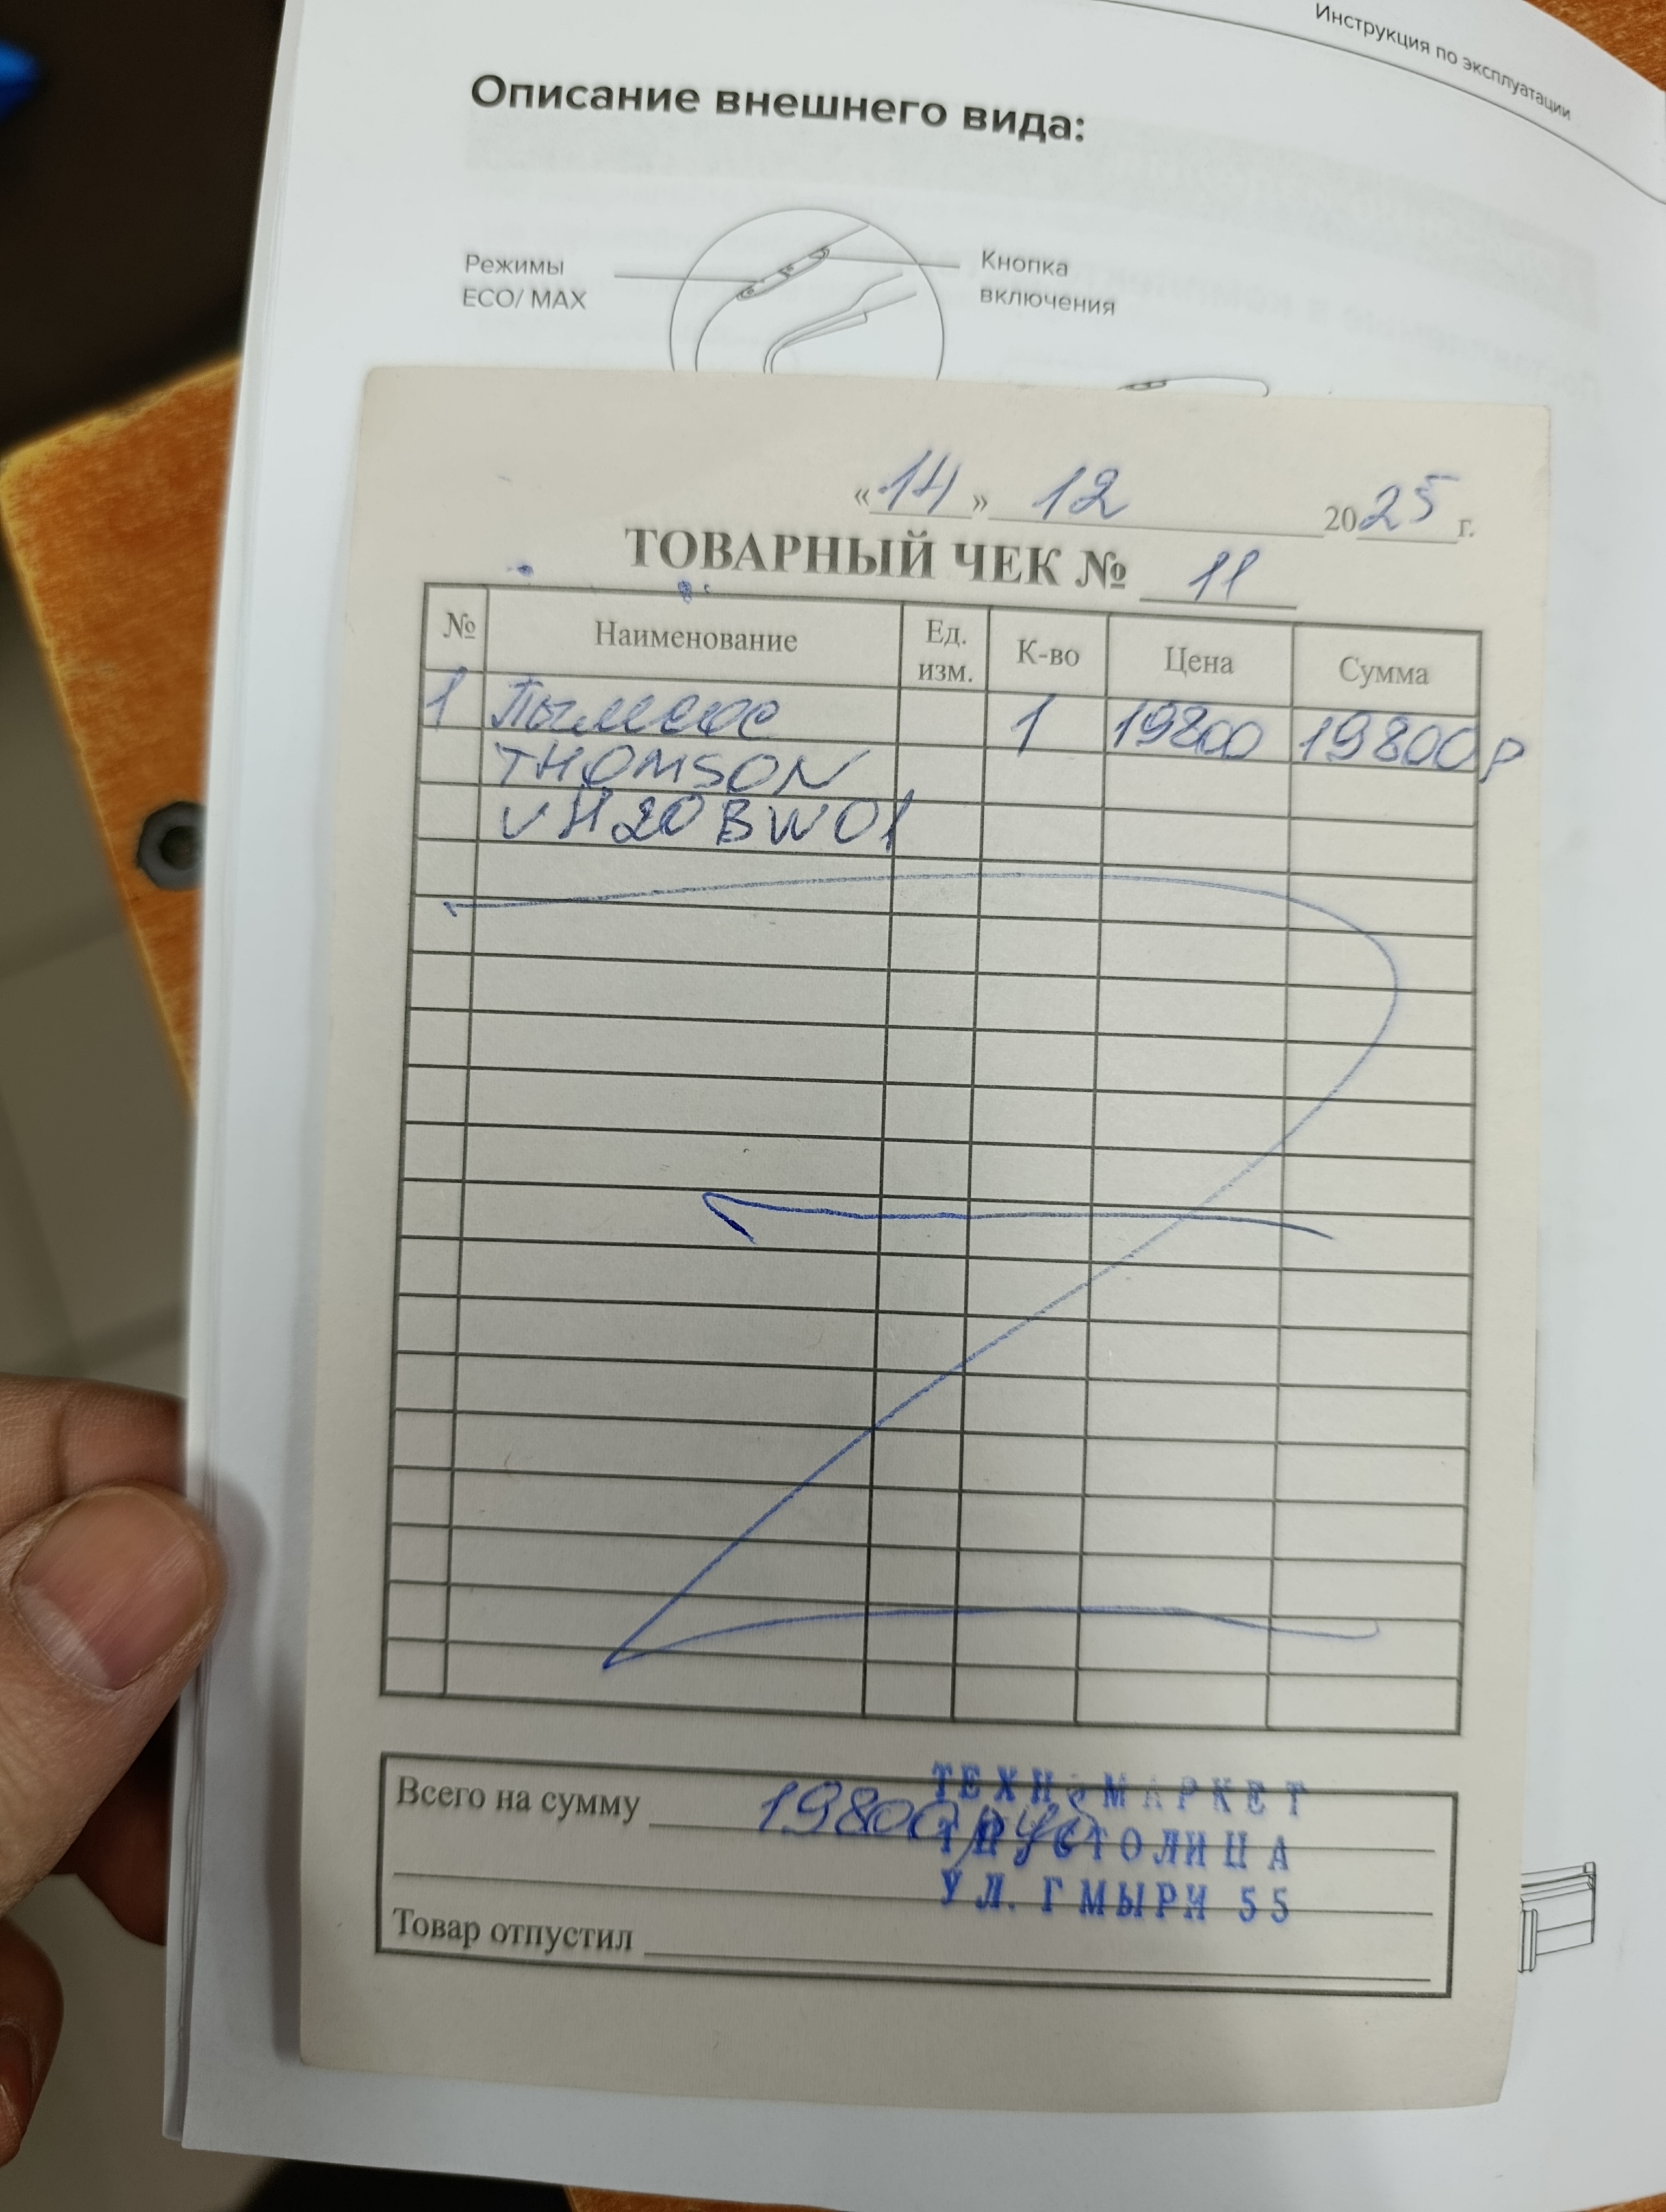 Инструкция по эксплуатации
Описание внешнего вида:
Режимы
ECO/ MAX
Кнопка
включения
«14» 12 2025 г.
ТОВАРНЫЙ ЧЕК № 11
№ Наименование Ед. изм. К-во Цена Сумма
1 Пылесос 1 19800 19800р
THOMSON
VH20BW01
ТЕХНОМАРКЕТ
Всего на сумму 19800 руб
СТОЛИЦА
УЛ. ГМЫРИ 55
Товар отпустил